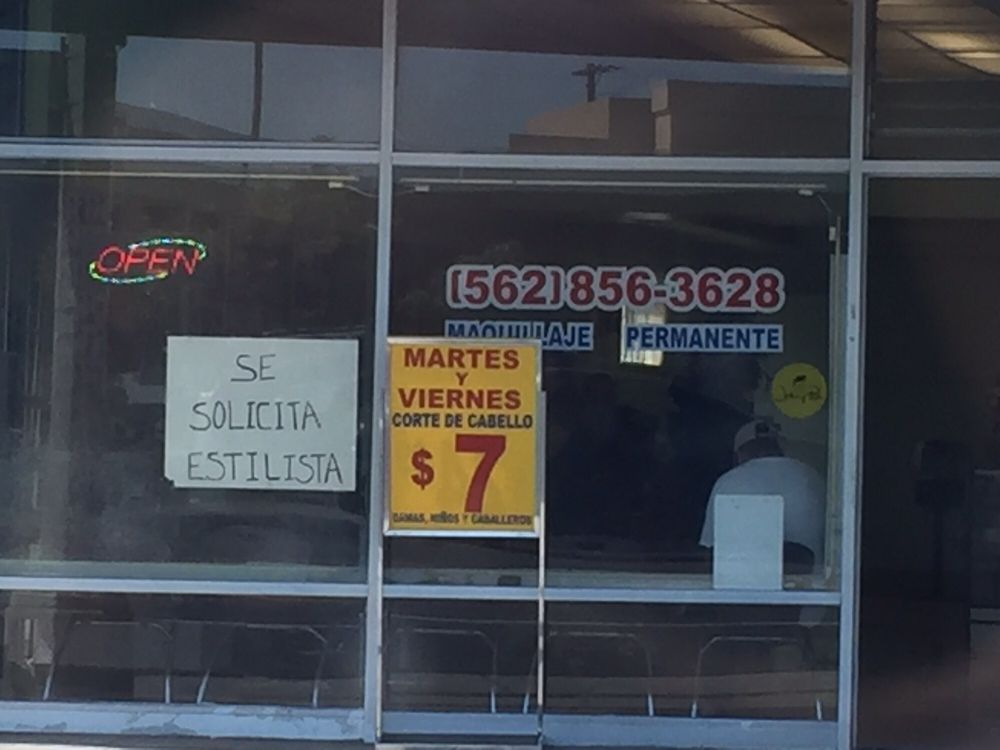 OPEN
(562) 856-3628
MAQUILLAJE PERMANENTE
SE
SOLICITA
ESTILISTA
MARTES
Y
VIERNES
CORTE DE CABELLO
$7
DAMAS, NIÑOS Y CABALLEROS